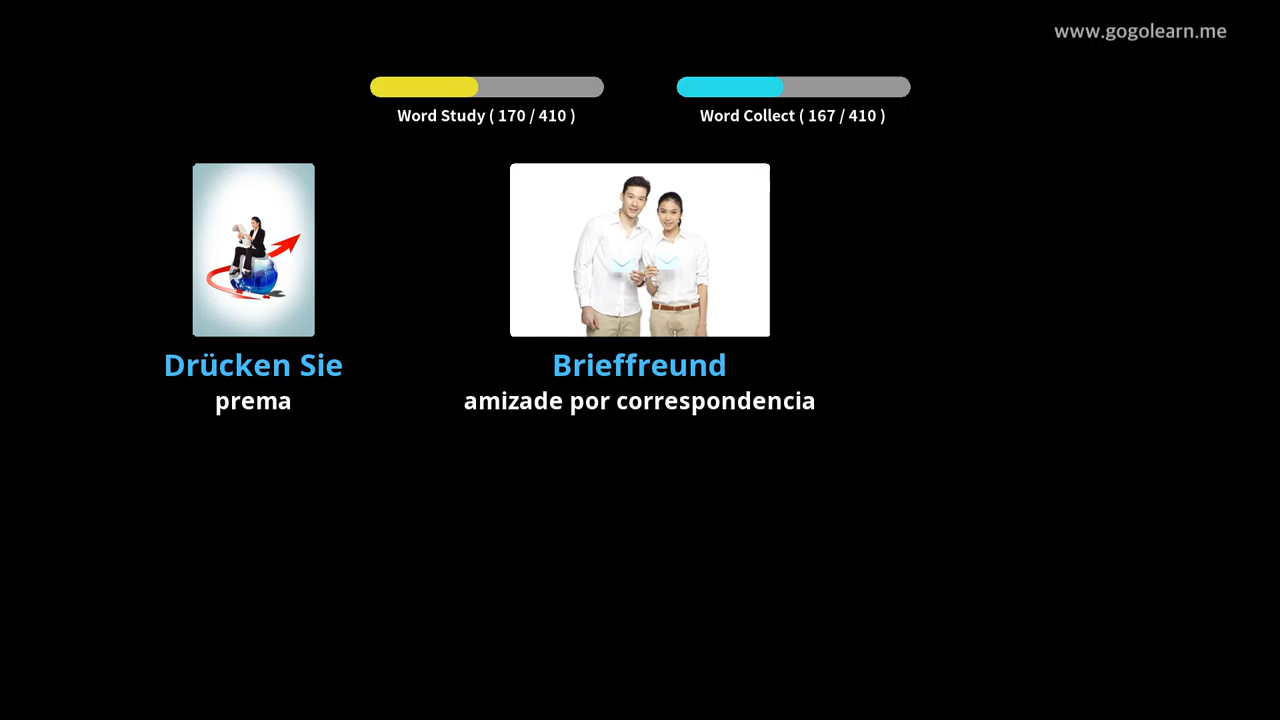 www.gogolearn.me
Word Study ( 170 / 410 )
Word Collect ( 167 / 410 )
Drücken Sie
prema
Brieffreund
amizade por correspondencia